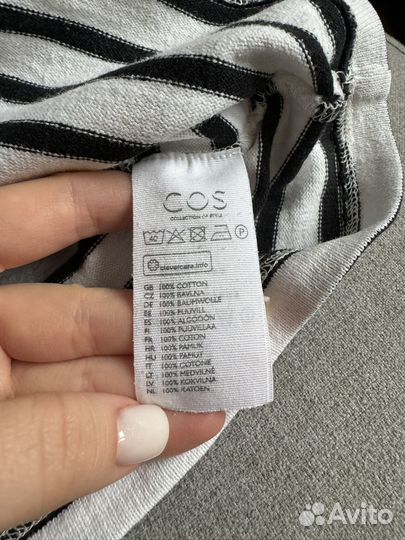 COS
COLLECTION OF STYLE
40 P
clevercare.info
GB 100% COTTON
CZ 100% BAVLNA
DE 100% BAUMWOLLE
EE 100% PUUVILL
ES 100% ALGODÓN
FI 100% PUUVILLAA
FR 100% COTON
HR 100% PAMUK
HU 100% PAMUT
IT 100% COTONE
LT 100% MEDVILNĖ
LV 100% KOKVILNA
NL 100% KATOEN
Avito